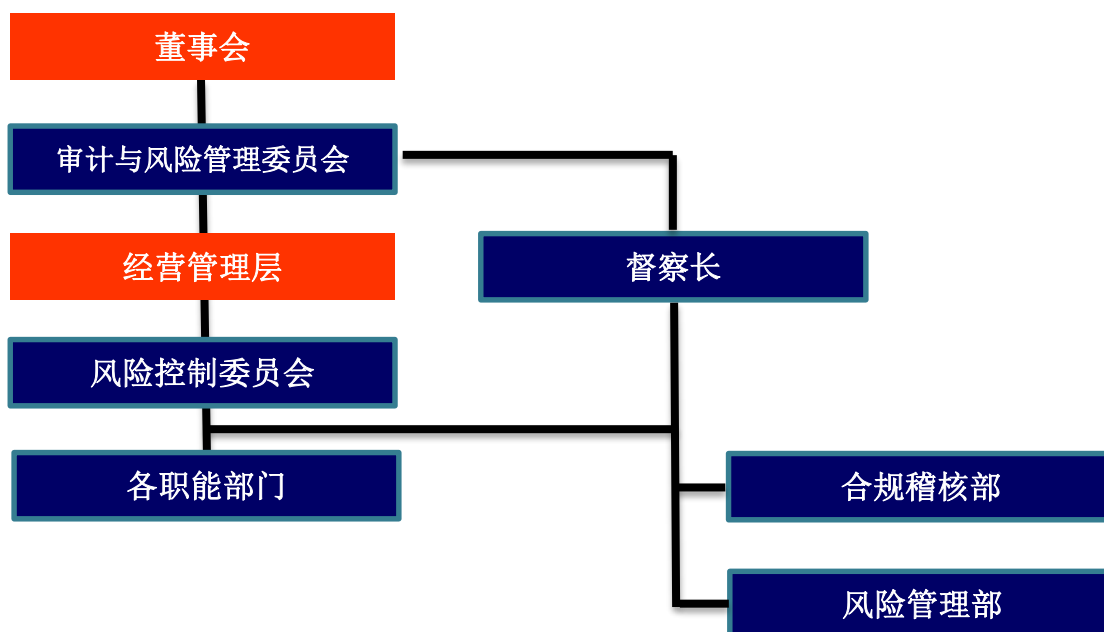 董事会
审计与风险管理委员会
经营管理层
督察长
风险控制委员会
各职能部门
合规稽核部
风险管理部